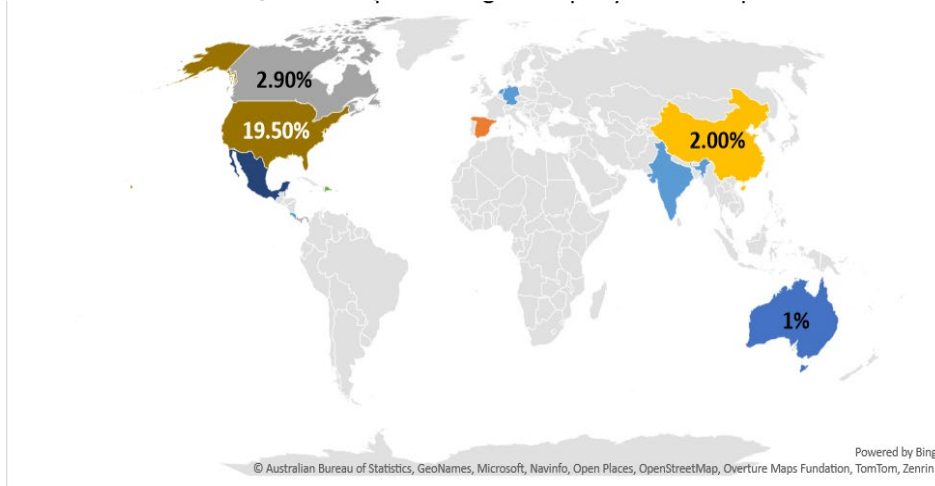 2.90%
19.50%
2.00%
1%
Powered by Bing
© Australian Bureau of Statistics, GeoNames, Microsoft, Navinfo, Open Places, OpenStreetMap, Overture Maps Fundation, TomTom, Zenrin